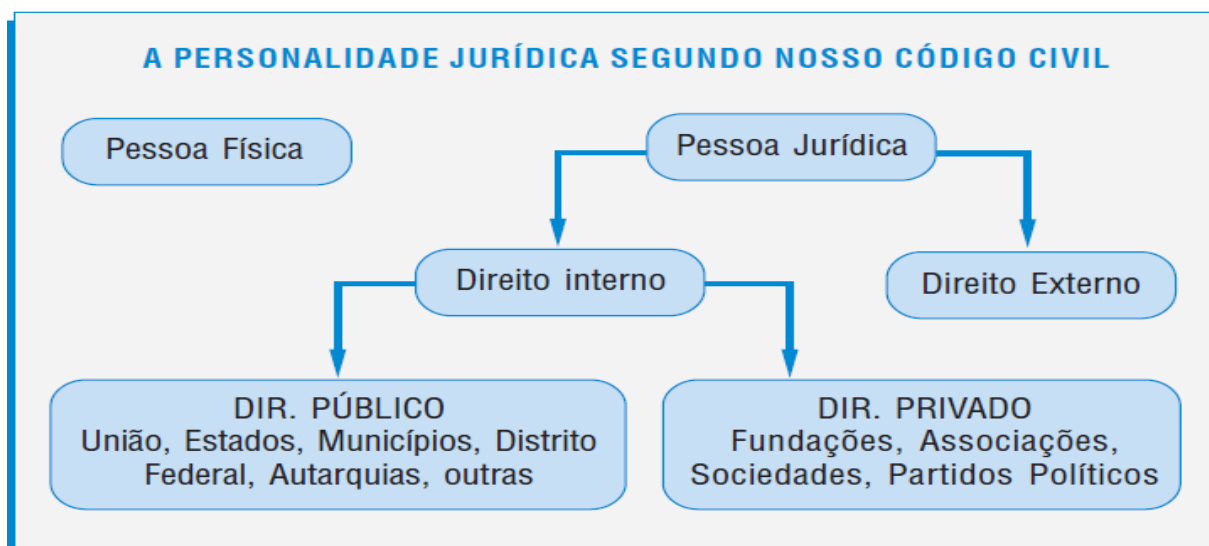 A PERSONALIDADE JURÍDICA SEGUNDO NOSSO CÓDIGO CIVIL
Pessoa Física
Pessoa Jurídica
Direito interno
Direito Externo
DIR. PÚBLICO
União, Estados, Municípios, Distrito
Federal, Autarquias, outras
DIR. PRIVADO
Fundações, Associações,
Sociedades, Partidos Políticos